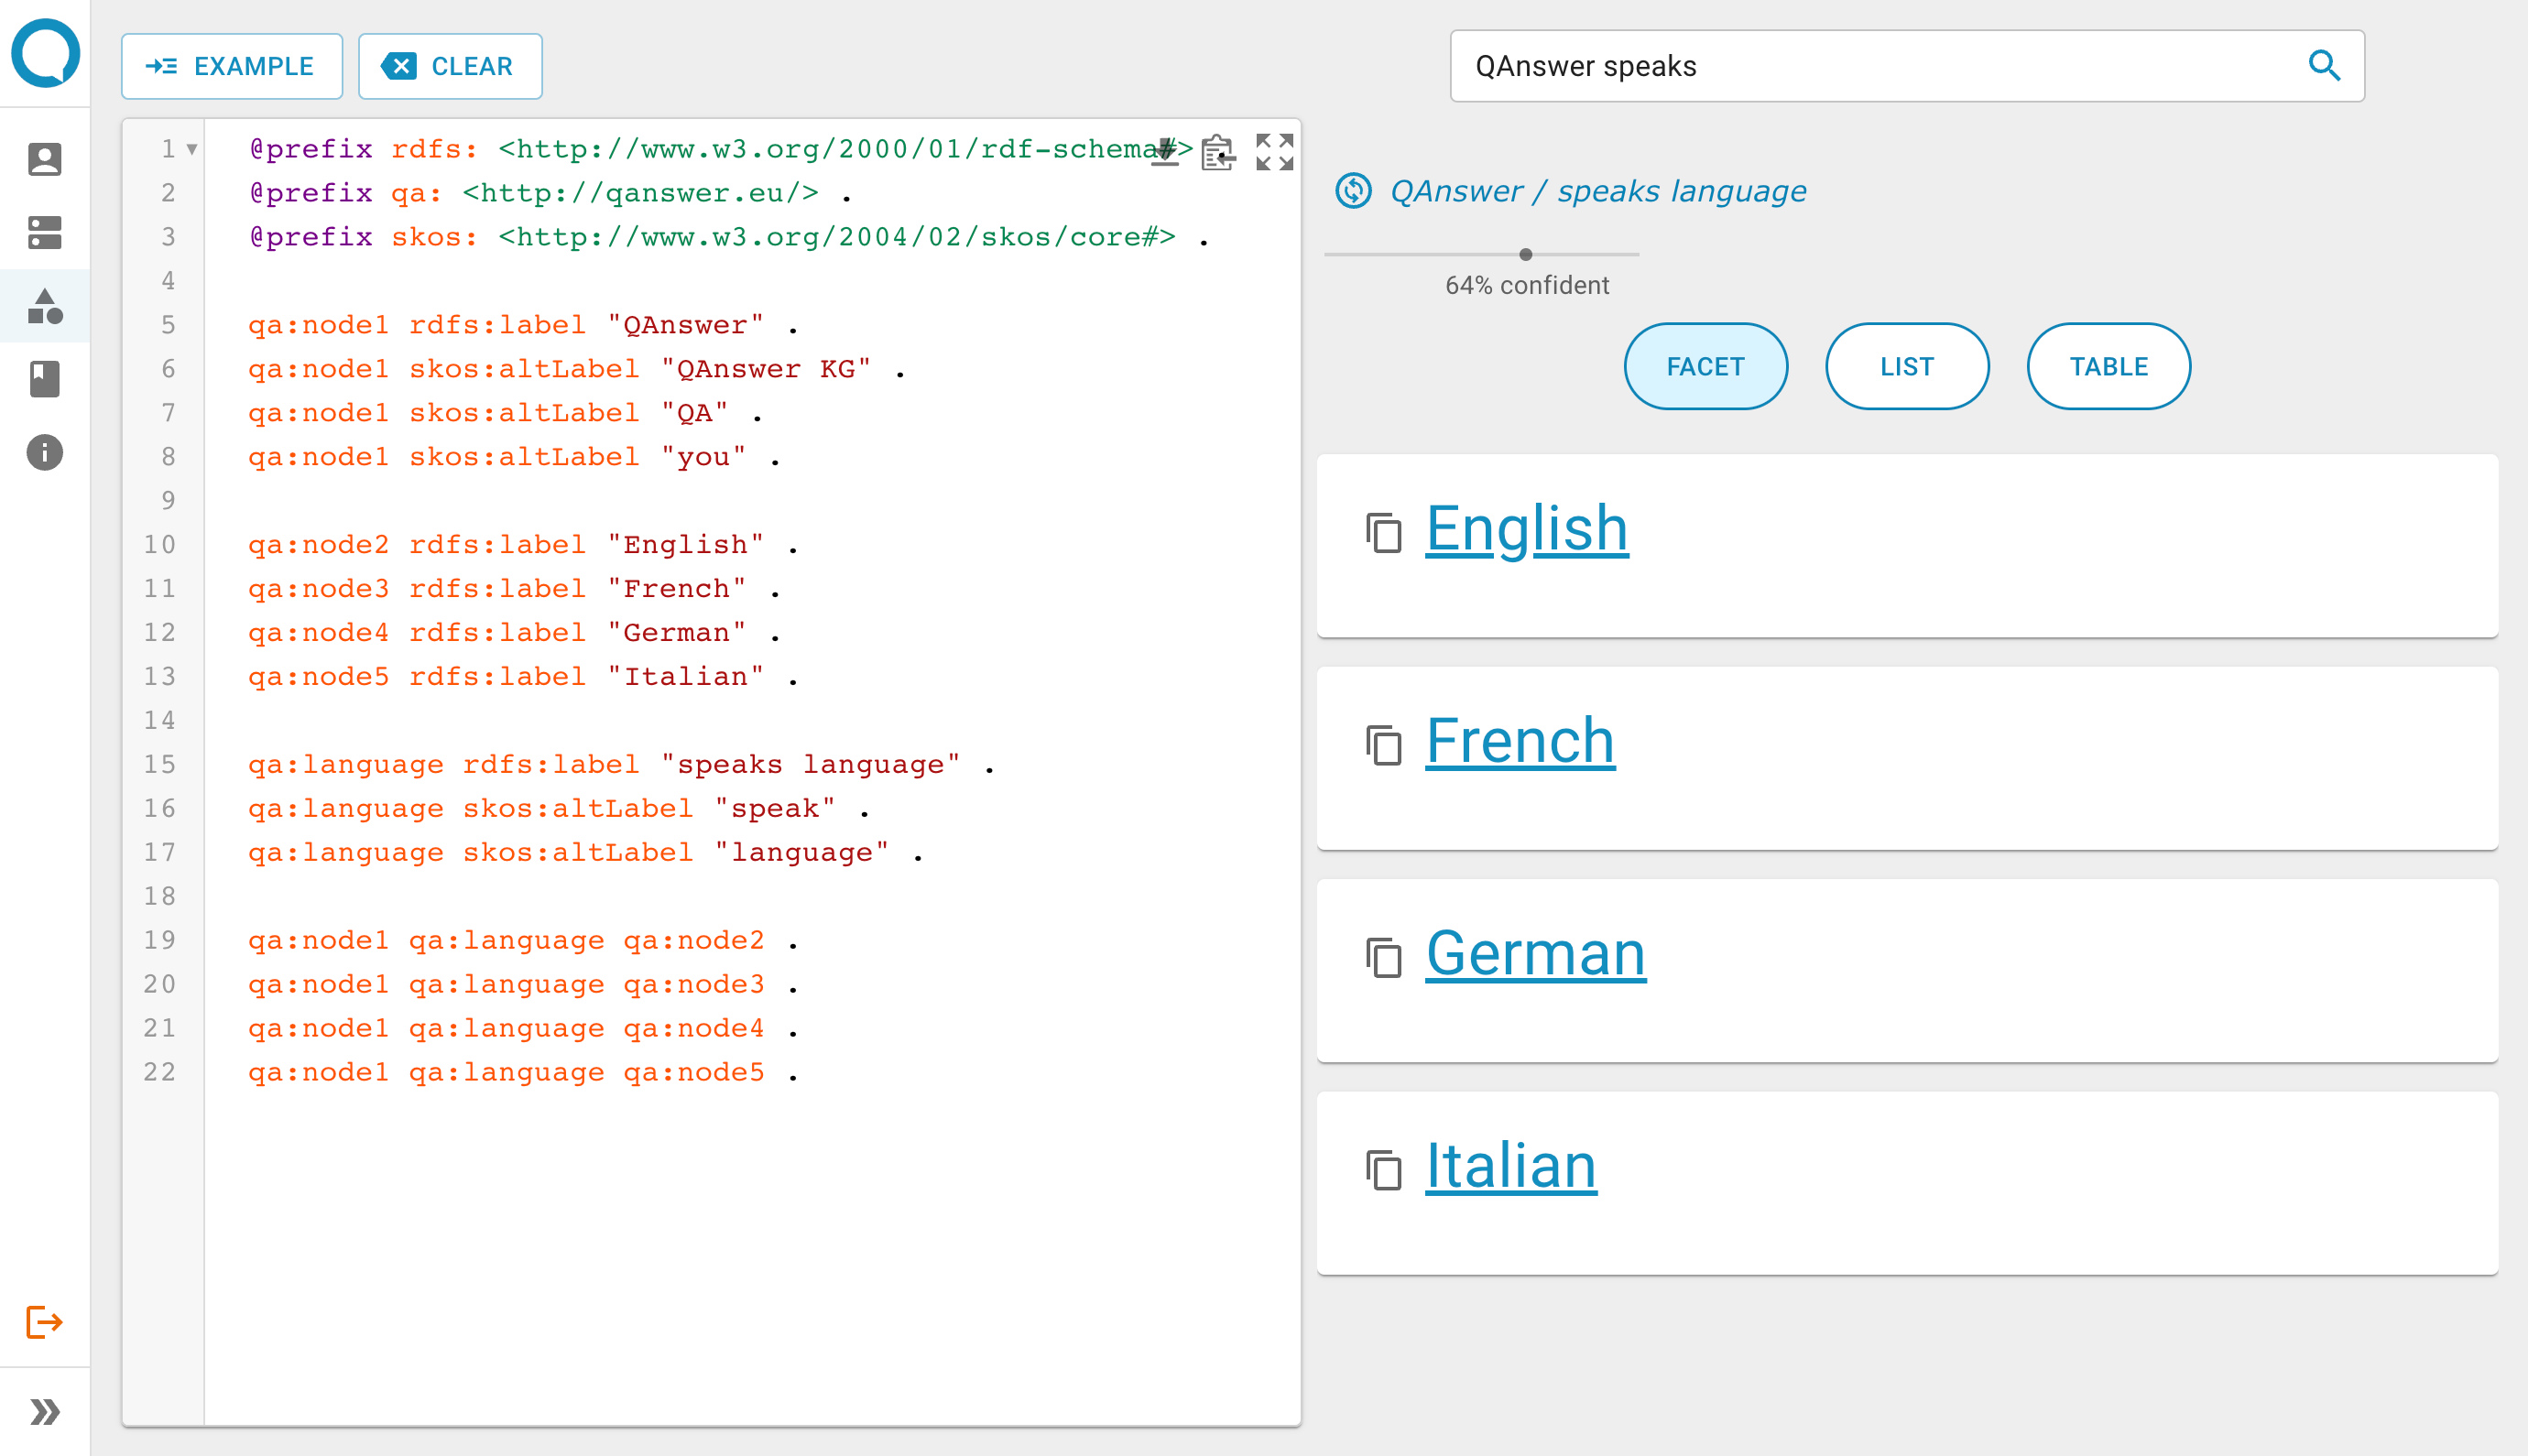 EXAMPLE CLEAR
QAnswer speaks
1 @prefix rdfs: <http://www.w3.org/2000/01/rdf-schema#> .
2 @prefix qa: <http://qanswer.eu/> .
3 @prefix skos: <http://www.w3.org/2004/02/skos/core#> .
4
5 qa:node1 rdfs:label "QAnswer" .
6 qa:node1 skos:altLabel "QAnswer KG" .
7 qa:node1 skos:altLabel "QA" .
8 qa:node1 skos:altLabel "you" .
9
10 qa:node2 rdfs:label "English" .
11 qa:node3 rdfs:label "French" .
12 qa:node4 rdfs:label "German" .
13 qa:node5 rdfs:label "Italian" .
14
15 qa:language rdfs:label "speaks language" .
16 qa:language skos:altLabel "speak" .
17 qa:language skos:altLabel "language" .
18
19 qa:node1 qa:language qa:node2 .
20 qa:node1 qa:language qa:node3 .
21 qa:node1 qa:language qa:node4 .
22 qa:node1 qa:language qa:node5 .
QAnswer / speaks language
64% confident
FACET LIST TABLE
English
French
German
Italian